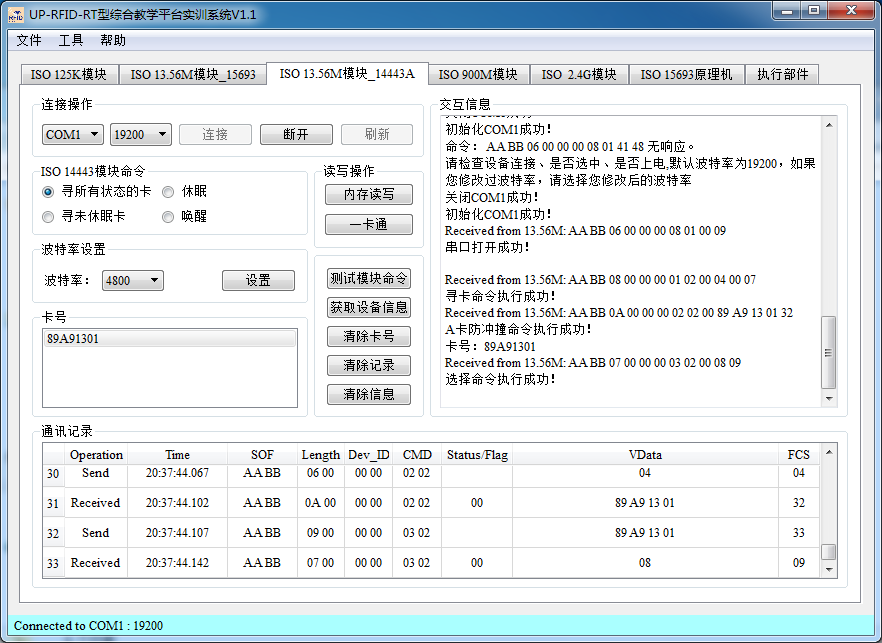 UP-RFID-RT型综合教学平台实训系统V1.1
文件 工具 帮助
ISO 125K模块 ISO 13.56M模块_15693 ISO 13.56M模块_14443A ISO 900M模块 ISO 2.4G模块 ISO 15693原理机 执行部件
连接操作
COM1 19200 连接 断开 刷新
ISO 14443模块命令
寻所有状态的卡 休眠
寻未休眠卡 唤醒
读写操作
内存读写
一卡通
波特率设置
波特率： 4800 设置
测试模块命令
获取设备信息
清除卡号
清除记录
清除信息
卡号
89A91301
交互信息
初始化COM1成功!
命令： AA BB 06 00 00 00 08 01 41 48 无响应。
请检查设备连接、是否选中、是否上电,默认波特率为19200，如果
您修改过波特率，请选择您修改后的波特率
关闭COM1成功!
初始化COM1成功!
Received from 13.56M: AA BB 06 00 00 00 08 01 00 09
串口打开成功!
Received from 13.56M: AA BB 08 00 00 00 01 02 00 04 00 07
寻卡命令执行成功!
Received from 13.56M: AA BB 0A 00 00 00 02 02 00 89 A9 13 01 32
A卡防冲撞命令执行成功!
卡号：89A91301
Received from 13.56M: AA BB 07 00 00 00 03 02 00 08 09
选择命令执行成功!
通讯记录
Operation Time SOF Length Dev_ID CMD Status/Flag VData FCS
30 Send 20:37:44.067 AA BB 06 00 00 00 02 02 04 04
31 Received 20:37:44.102 AA BB 0A 00 00 00 02 02 00 89 A9 13 01 32
32 Send 20:37:44.107 AA BB 09 00 00 00 03 02 89 A9 13 01 33
33 Received 20:37:44.142 AA BB 07 00 00 00 03 02 00 08 09
Connected to COM1 : 19200